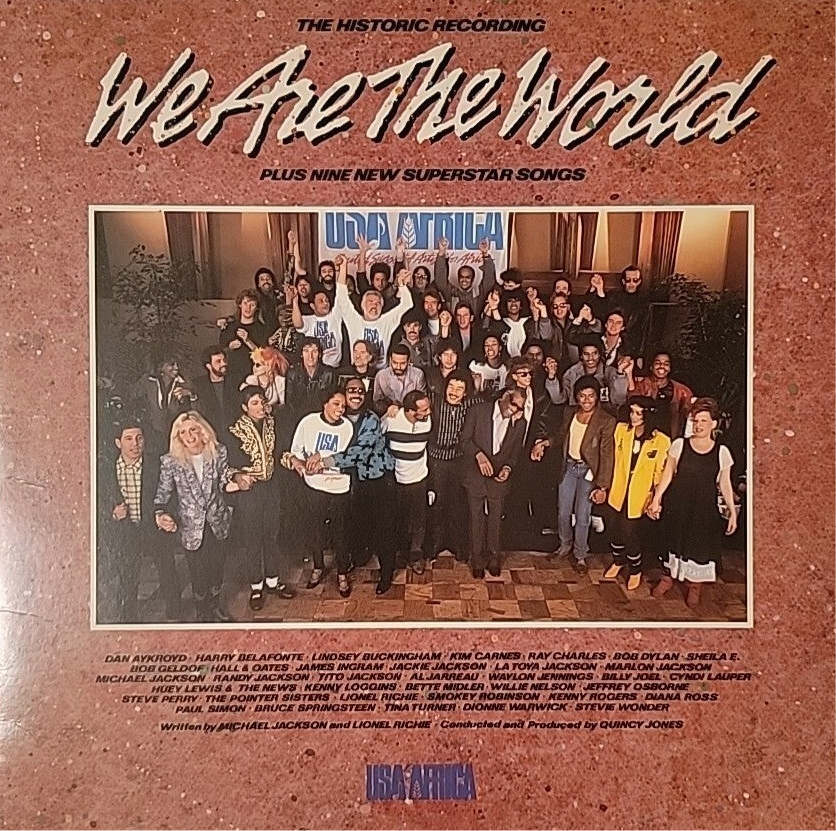 THE HISTORIC RECORDING
We Are The World
PLUS NINE NEW SUPERSTAR SONGS
USA AFRICA
USA AFRICA
USA
DAN AYKROYD · HARRY BELAFONTE · LINDSEY BUCKINGHAM · KIM CARNES · RAY CHARLES · BOB DYLAN · SHEILA E.
BOB GELDOF · HALL & OATES · JAMES INGRAM · JACKIE JACKSON · LA TOYA JACKSON · MARLON JACKSON
MICHAEL JACKSON · RANDY JACKSON · TITO JACKSON · AL JARREAU · WAYLON JENNINGS · BILLY JOEL · CYNDI LAUPER
HUEY LEWIS & THE NEWS · KENNY LOGGINS · BETTE MIDLER · WILLIE NELSON · JEFFREY OSBORNE
STEVE PERRY · THE POINTER SISTERS · LIONEL RICHIE · SMOKEY ROBINSON · KENNY ROGERS · DIANA ROSS
PAUL SIMON · BRUCE SPRINGSTEEN · TINA TURNER · DIONNE WARWICK · STEVIE WONDER
Written by MICHAEL JACKSON and LIONEL RICHIE · Conducted and Produced by QUINCY JONES
USA AFRICA